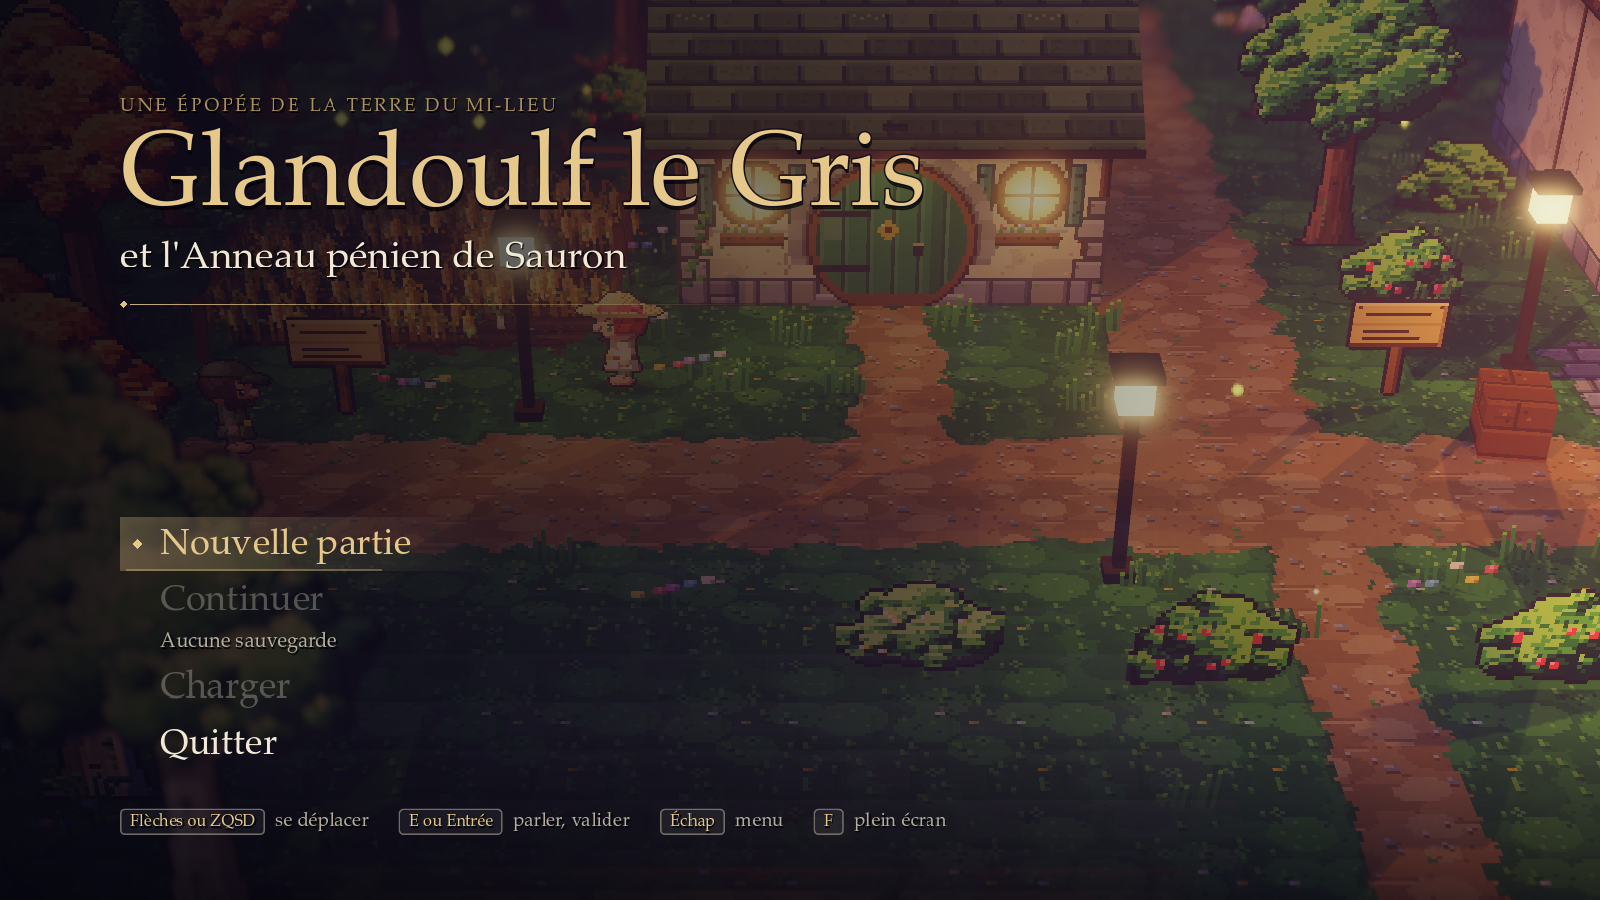 UNE ÉPOPÉE DE LA TERRE DU MI-LIEU
Glandoulf le Gris
et l'Anneau pénien de Sauron
Nouvelle partie
Continuer
Aucune sauvegarde
Charger
Quitter
Flèches ou ZQSD se déplacer E ou Entrée parler, valider Échap menu F plein écran